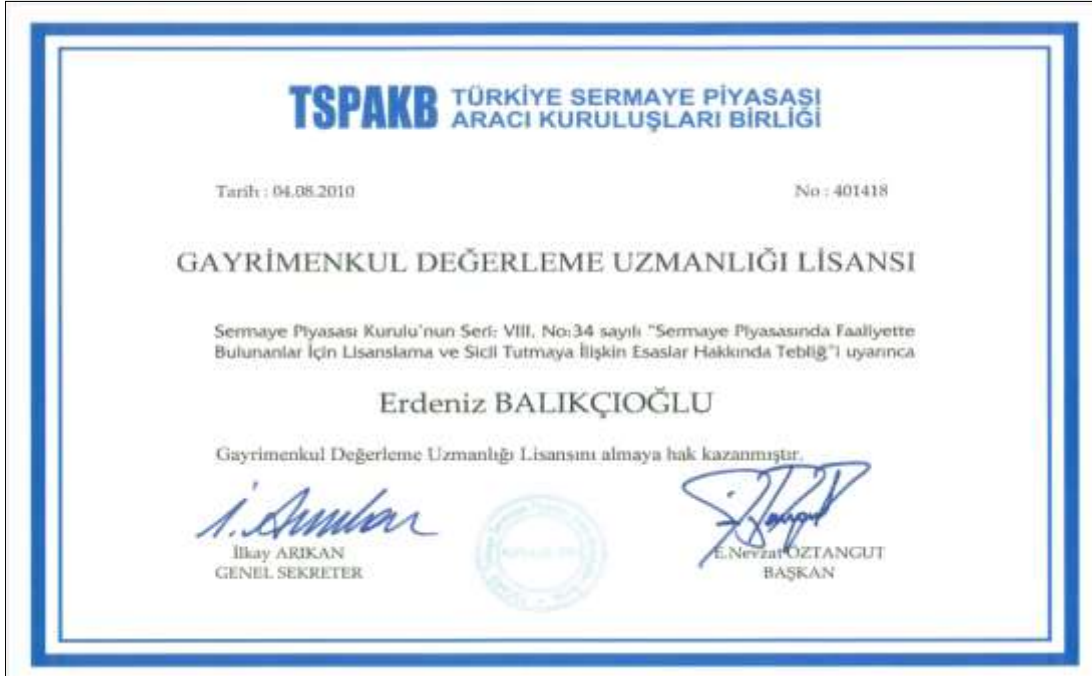 TSPAKB TÜRKİYE SERMAYE PİYASASI
ARACI KURULUŞLARI BİRLİĞİ
Tarih : 04.08.2010 No : 401418
GAYRİMENKUL DEĞERLEME UZMANLIĞI LİSANSI
Sermaye Piyasası Kurulu'nun Seri: VIII, No:34 sayılı "Sermaye Piyasasında Faaliyette
Bulunanlar İçin Lisanslama ve Sicil Tutmaya İlişkin Esaslar Hakkında Tebliğ"i uyarınca
Erdeniz BALIKÇIOĞLU
Gayrimenkul Değerleme Uzmanlığı Lisansını almaya hak kazanmıştır.
İlkay ARIKAN
GENEL SEKRETER
E.Nevzat ÖZTANGUT
BAŞKAN